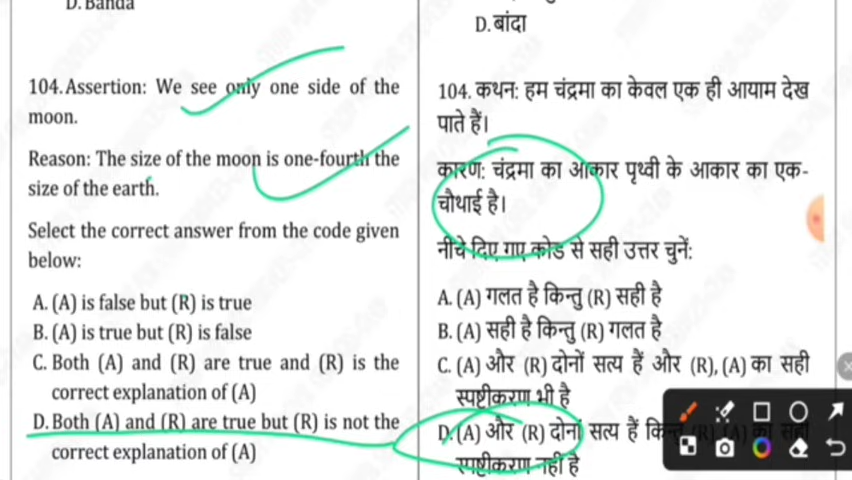 D. Banda
104. Assertion: We see only one side of the
moon.
Reason: The size of the moon is one-fourth the
size of the earth.
Select the correct answer from the code given
below:
A. (A) is false but (R) is true
B. (A) is true but (R) is false
C. Both (A) and (R) are true and (R) is the
correct explanation of (A)
D. Both (A) and (R) are true but (R) is not the
correct explanation of (A)
D. बांदा
104. कथन: हम चंद्रमा का केवल एक ही आयाम देख
पाते हैं।
कारण: चंद्रमा का आकार पृथ्वी के आकार का एक-
चौथाई है।
नीचे दिए गए कोड से सही उत्तर चुनें:
A. (A) गलत है किन्तु (R) सही है
B. (A) सही है किन्तु (R) गलत है
C. (A) और (R) दोनों सत्य हैं और (R), (A) का सही
स्पष्टीकरण भी है
D. (A) और (R) दोनों सत्य हैं किन्तु (R) (A) का सही
स्पष्टीकरण नहीं है